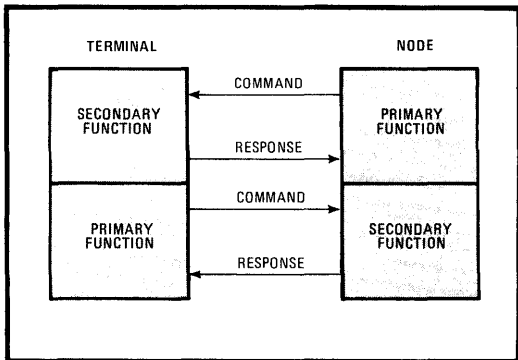 TERMINAL
NODE
COMMAND
SECONDARY
FUNCTION
PRIMARY
FUNCTION
RESPONSE
COMMAND
PRIMARY
FUNCTION
SECONDARY
FUNCTION
RESPONSE